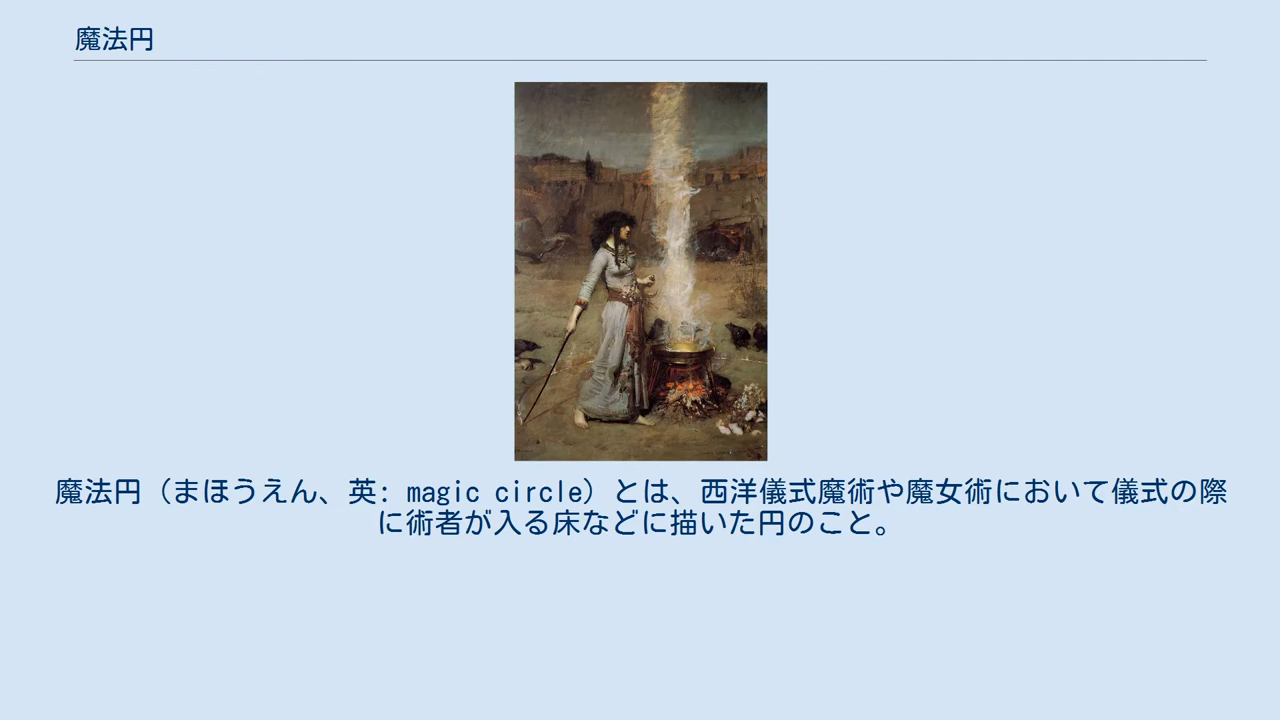 魔法円
魔法円（まほうえん、英: magic circle）とは、西洋儀式魔術や魔女術において儀式の際
に術者が入る床などに描いた円のこと。